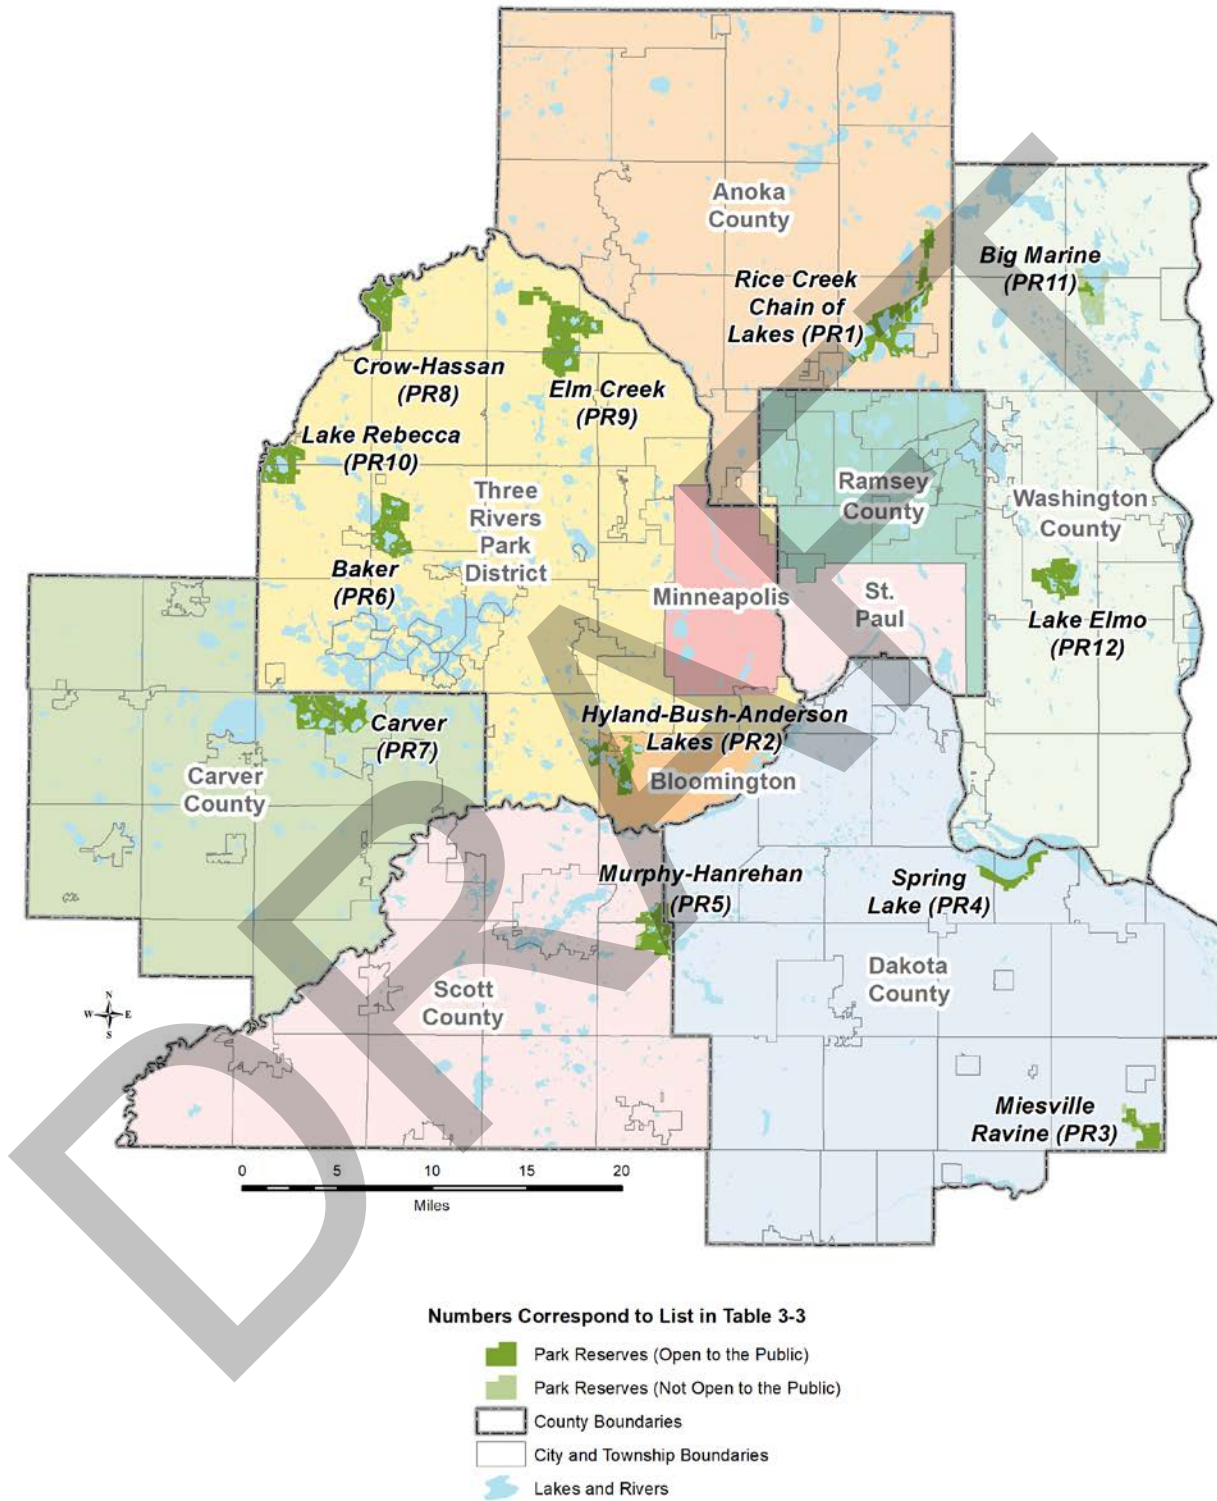 Anoka
County
Big Marine
(PR11)
Rice Creek
Chain of
Lakes (PR1)
Crow-Hassan
(PR8)
Elm Creek
(PR9)
Lake Rebecca
(PR10)
Three
Rivers
Park
District
Ramsey
County
Washington
County
Baker
(PR6)
Minneapolis
St.
Paul
Lake Elmo
(PR12)
Carver
(PR7)
Hyland-Bush-Anderson
Lakes (PR2)
Bloomington
Carver
County
Murphy-Hanrehan
(PR5)
Spring
Lake (PR4)
Dakota
County
Scott
County
N
W E
S
Miesville
Ravine (PR3)
0 5 10 15 20
Miles
DRAFT
Numbers Correspond to List in Table 3-3
Park Reserves (Open to the Public)
Park Reserves (Not Open to the Public)
County Boundaries
City and Township Boundaries
Lakes and Rivers